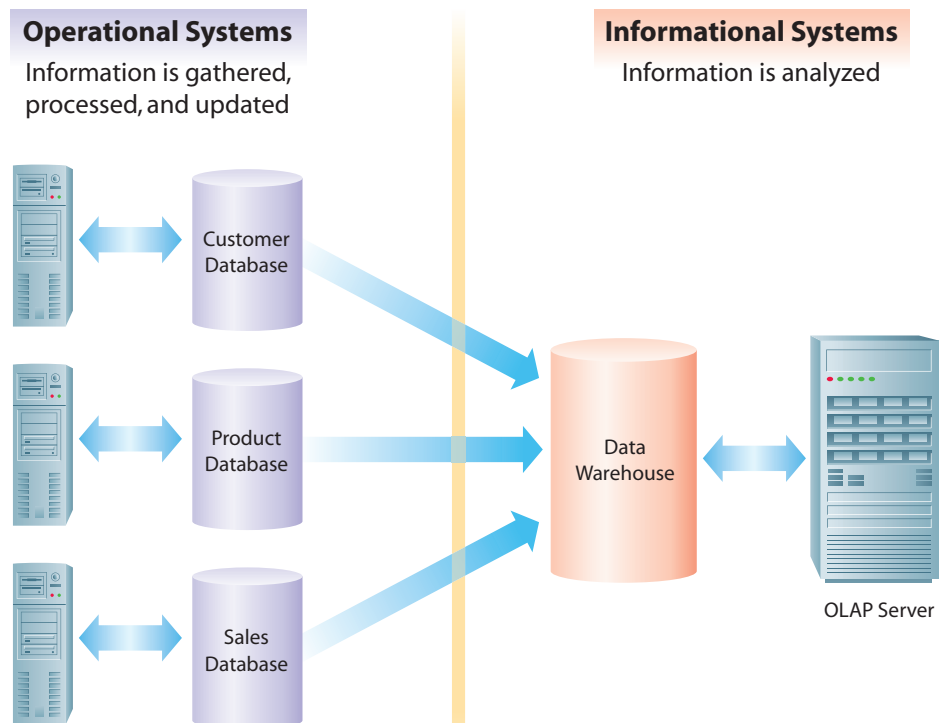 Operational Systems
Information is gathered,
processed, and updated
Informational Systems
Information is analyzed
Customer
Database
Product
Database
Sales
Database
Data
Warehouse
OLAP Server